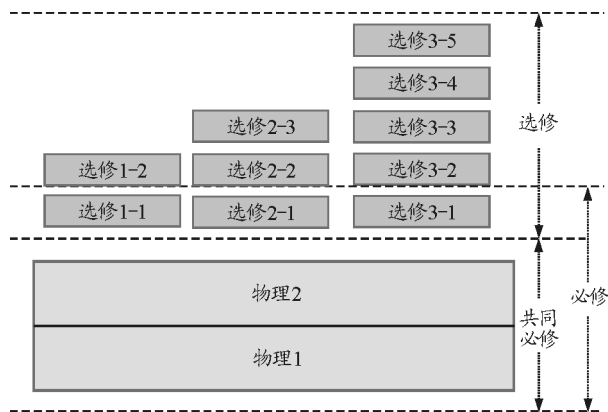 选修3-5
选修3-4
选修2-3
选修3-3
选修
选修1-2
选修2-2
选修3-2
选修1-1
选修2-1
选修3-1
物理2
必修
共同
必修
物理1